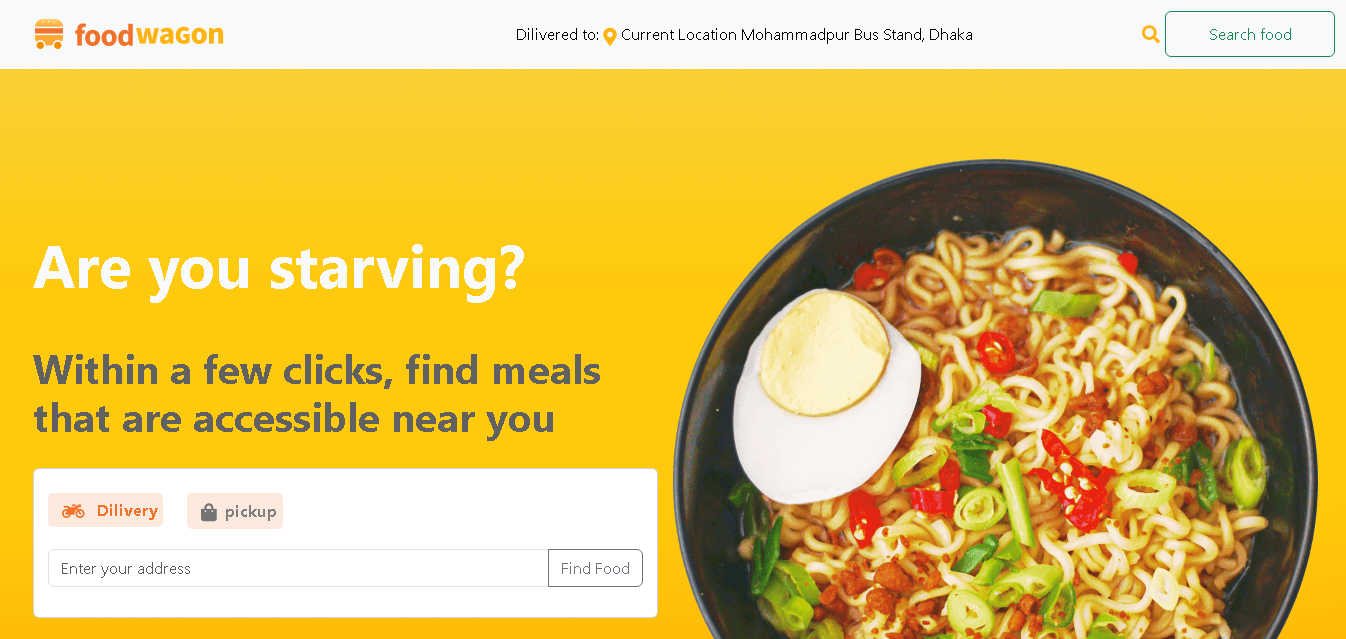 foodwagon
Dilivered to: Current Location Mohammadpur Bus Stand, Dhaka
Search food
Are you starving?
Within a few clicks, find meals
that are accessible near you
Dilivery
pickup
Enter your address
Find Food